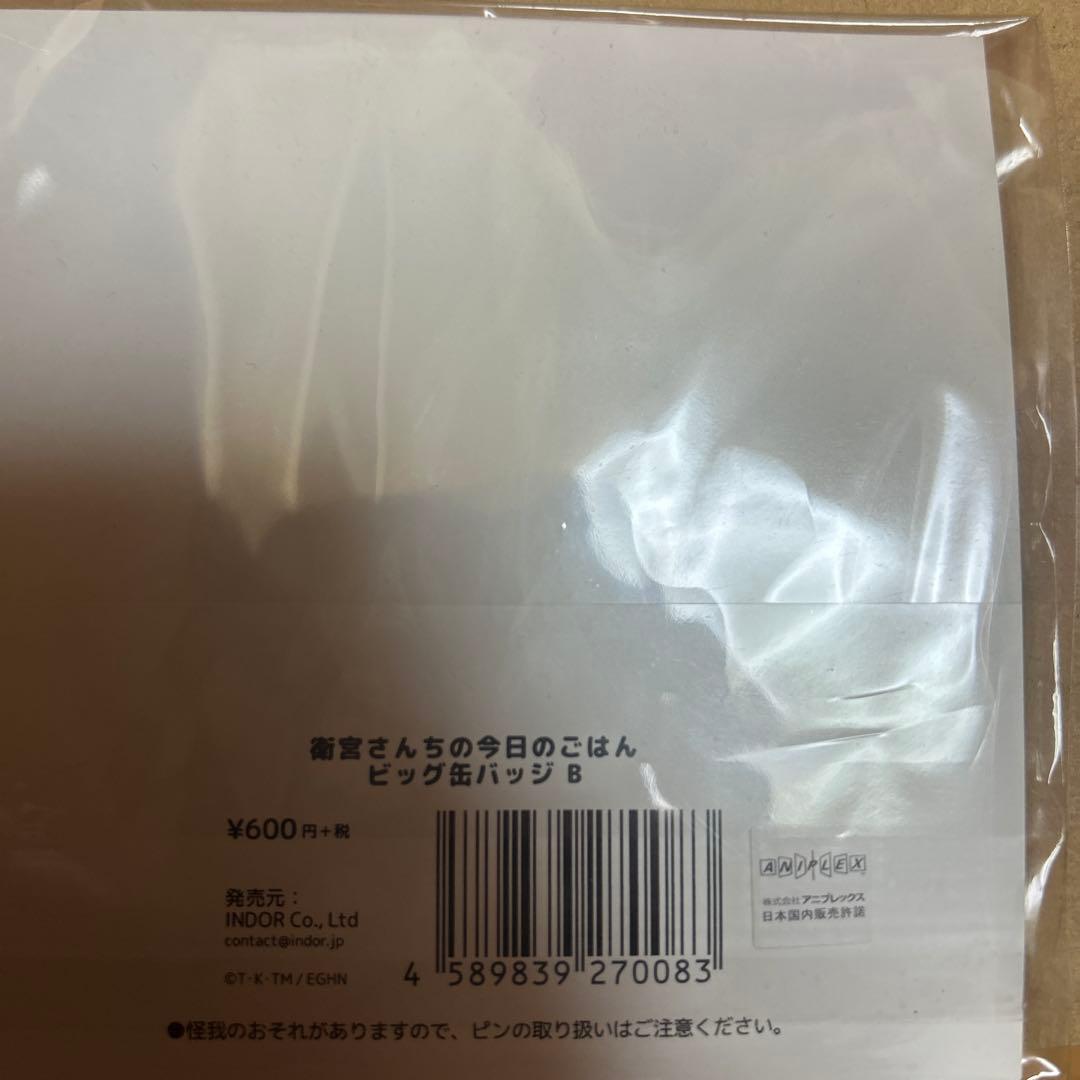 衛宮さんちの今日のごはん
ビッグ缶バッジ B
¥600円+税
発売元:
INDOR Co., Ltd
contact@indor.jp
©T・K・TM / EGHN
4 589839 270083
ANIPLEX
株式会社アニプレックス
日本国内販売許諾
●怪我のおそれがありますので、ピンの取り扱いはご注意ください。